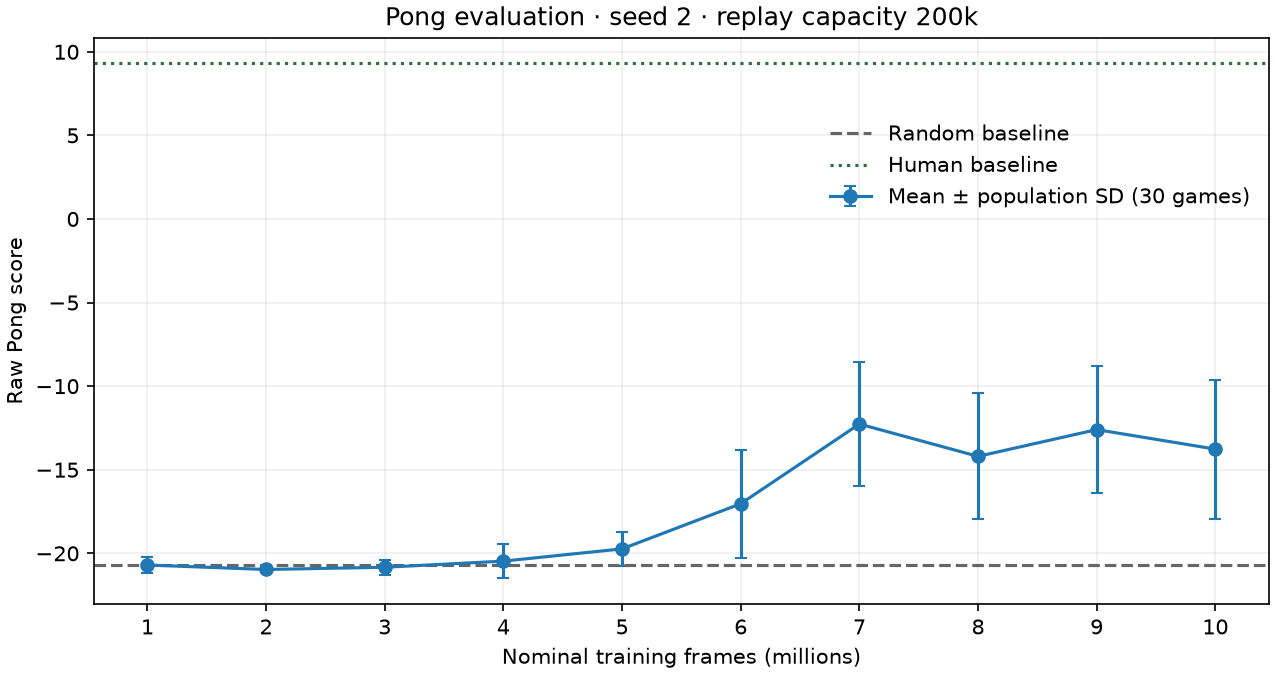 Pong evaluation · seed 2 · replay capacity 200k
10
5
0
−5
−10
−15
−20
Raw Pong score
Random baseline
Human baseline
Mean ± population SD (30 games)
1 2 3 4 5 6 7 8 9 10
Nominal training frames (millions)